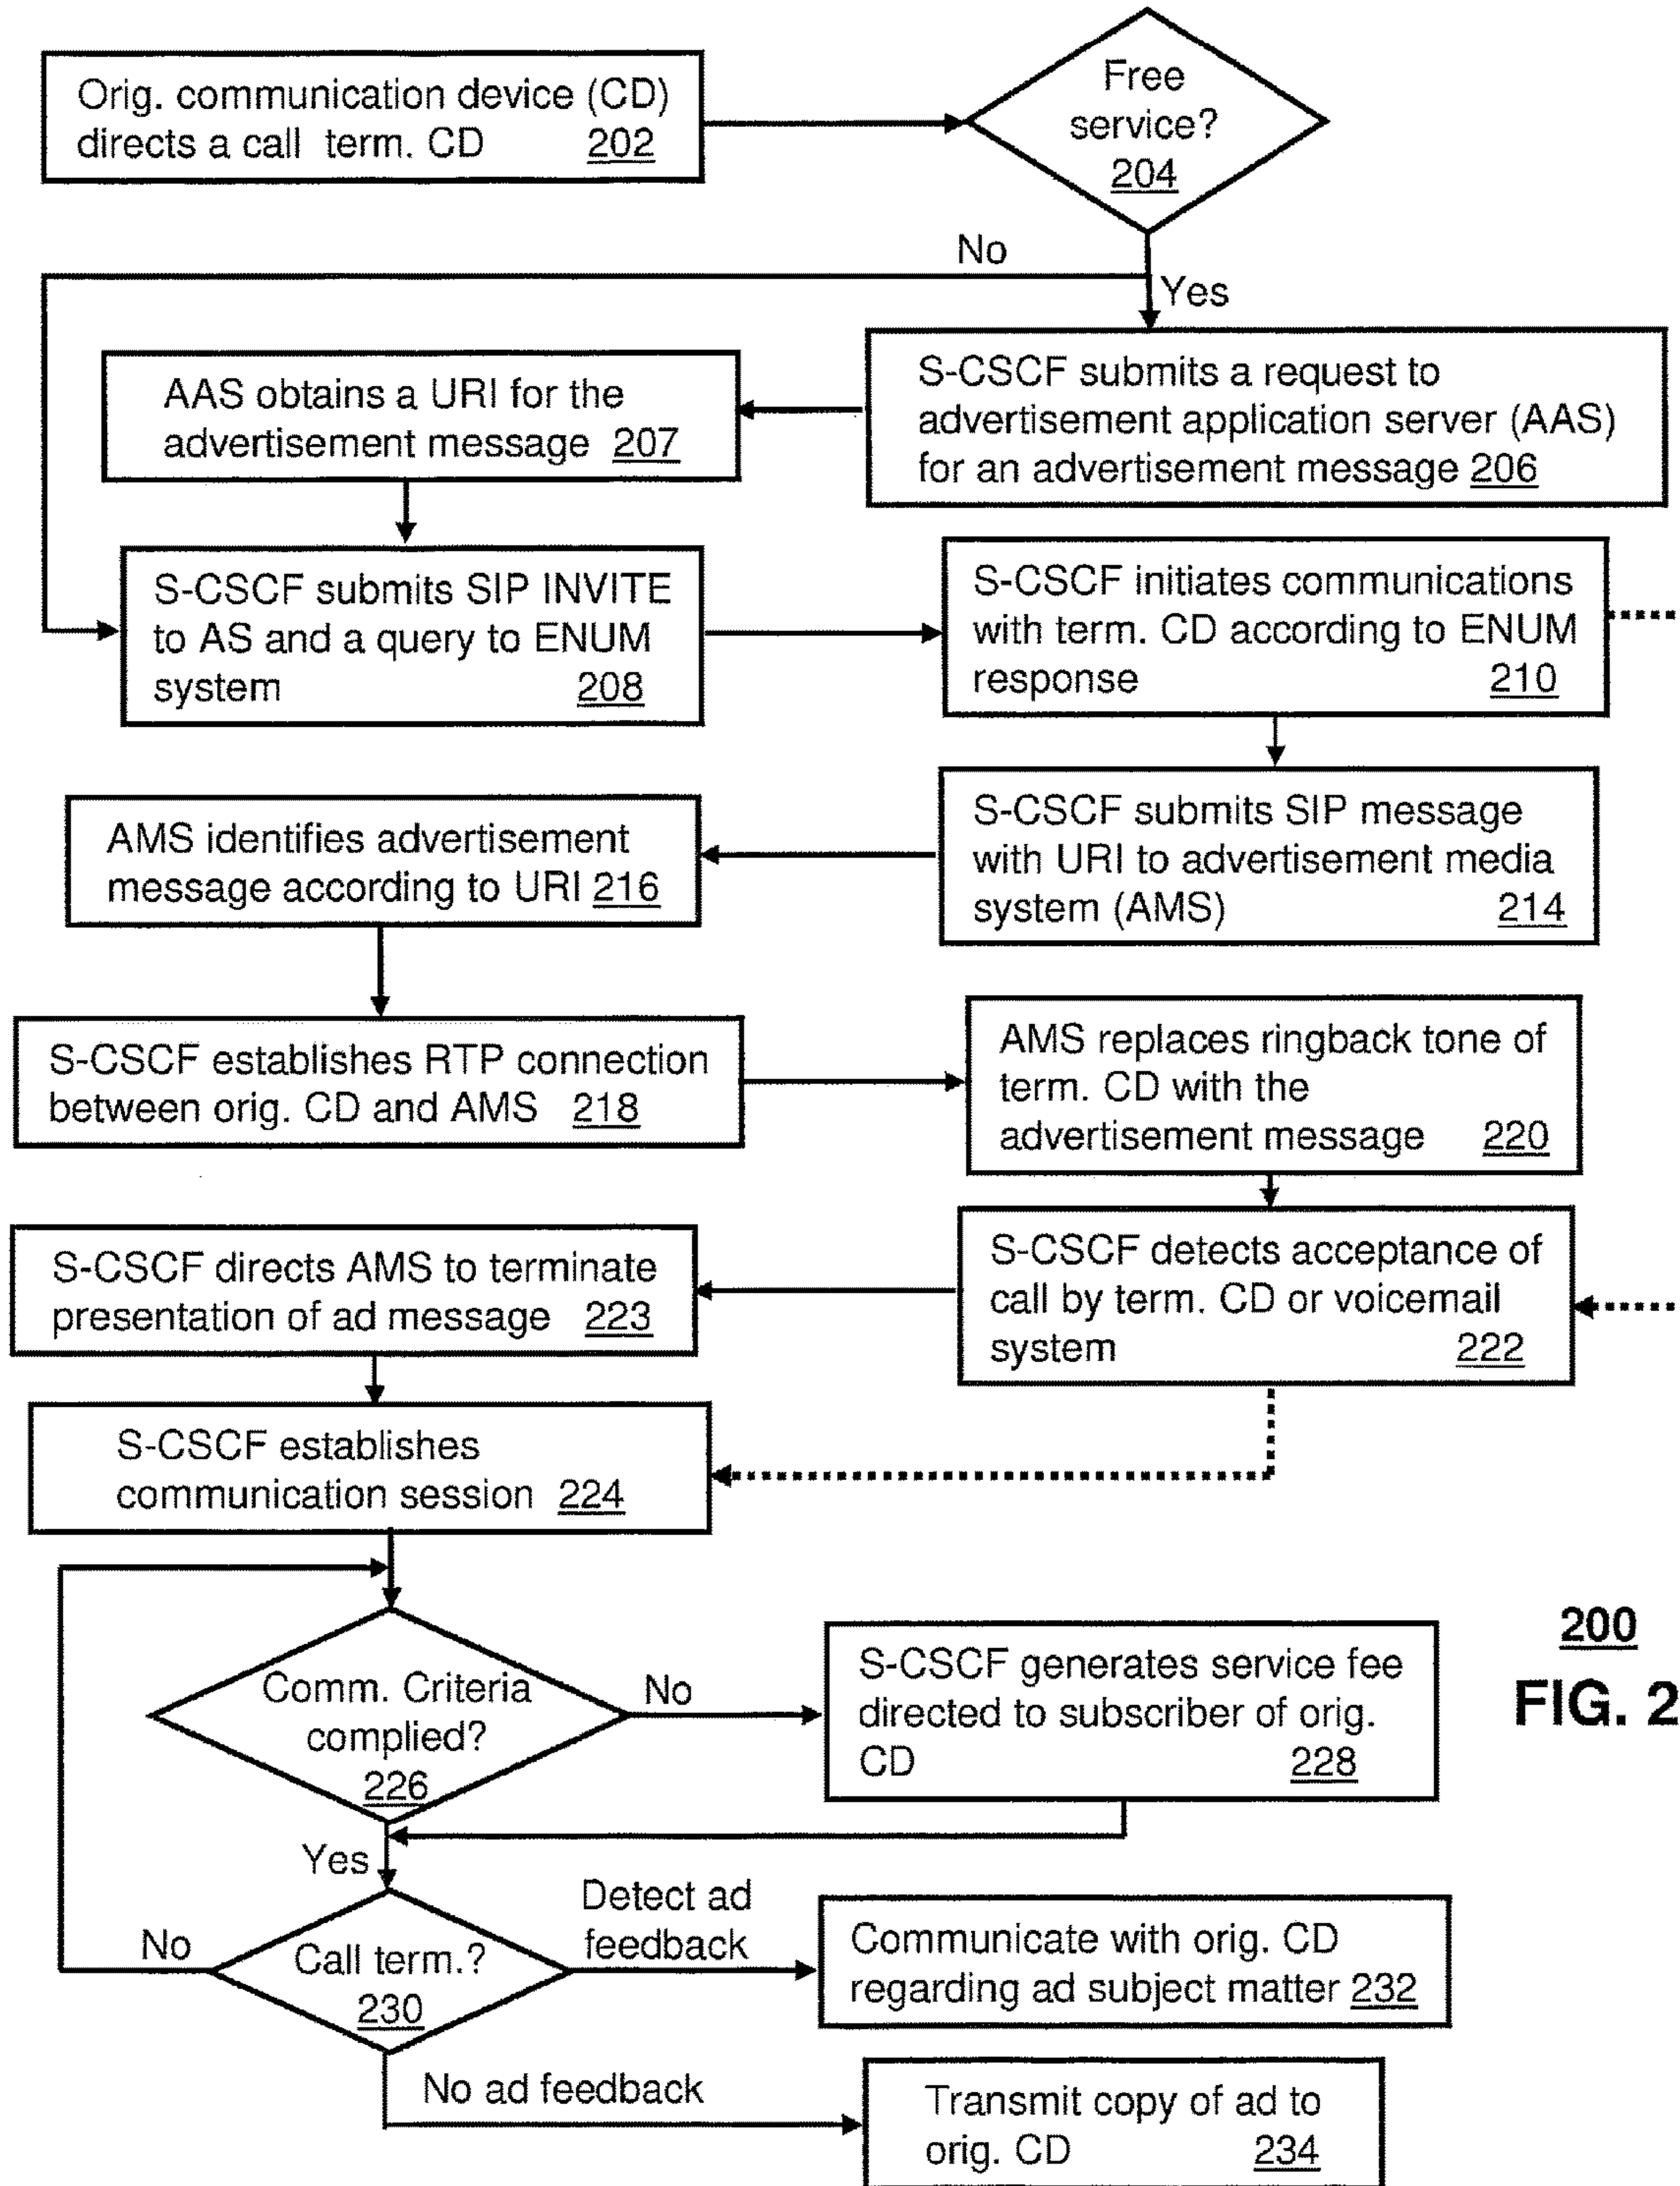 Orig. communication device (CD)
directs a call term. CD 202
Free
service?
204
No
Yes
S-CSCF submits a request to
advertisement application server (AAS)
for an advertisement message 206
AAS obtains a URI for the
advertisement message 207
S-CSCF submits SIP INVITE
to AS and a query to ENUM
system 208
S-CSCF initiates communications
with term. CD according to ENUM
response 210
S-CSCF submits SIP message
with URI to advertisement media
system (AMS) 214
AMS identifies advertisement
message according to URI 216
S-CSCF establishes RTP connection
between orig. CD and AMS 218
AMS replaces ringback tone of
term. CD with the
advertisement message 220
S-CSCF detects acceptance of
call by term. CD or voicemail
system 222
S-CSCF directs AMS to terminate
presentation of ad message 223
S-CSCF establishes
communication session 224
Comm. Criteria
complied?
226
No
S-CSCF generates service fee
directed to subscriber of orig.
CD 228
200
FIG. 2
Yes
Call term.?
230
No
Detect ad
feedback
Communicate with orig. CD
regarding ad subject matter 232
No ad feedback
Transmit copy of ad to
orig. CD 234